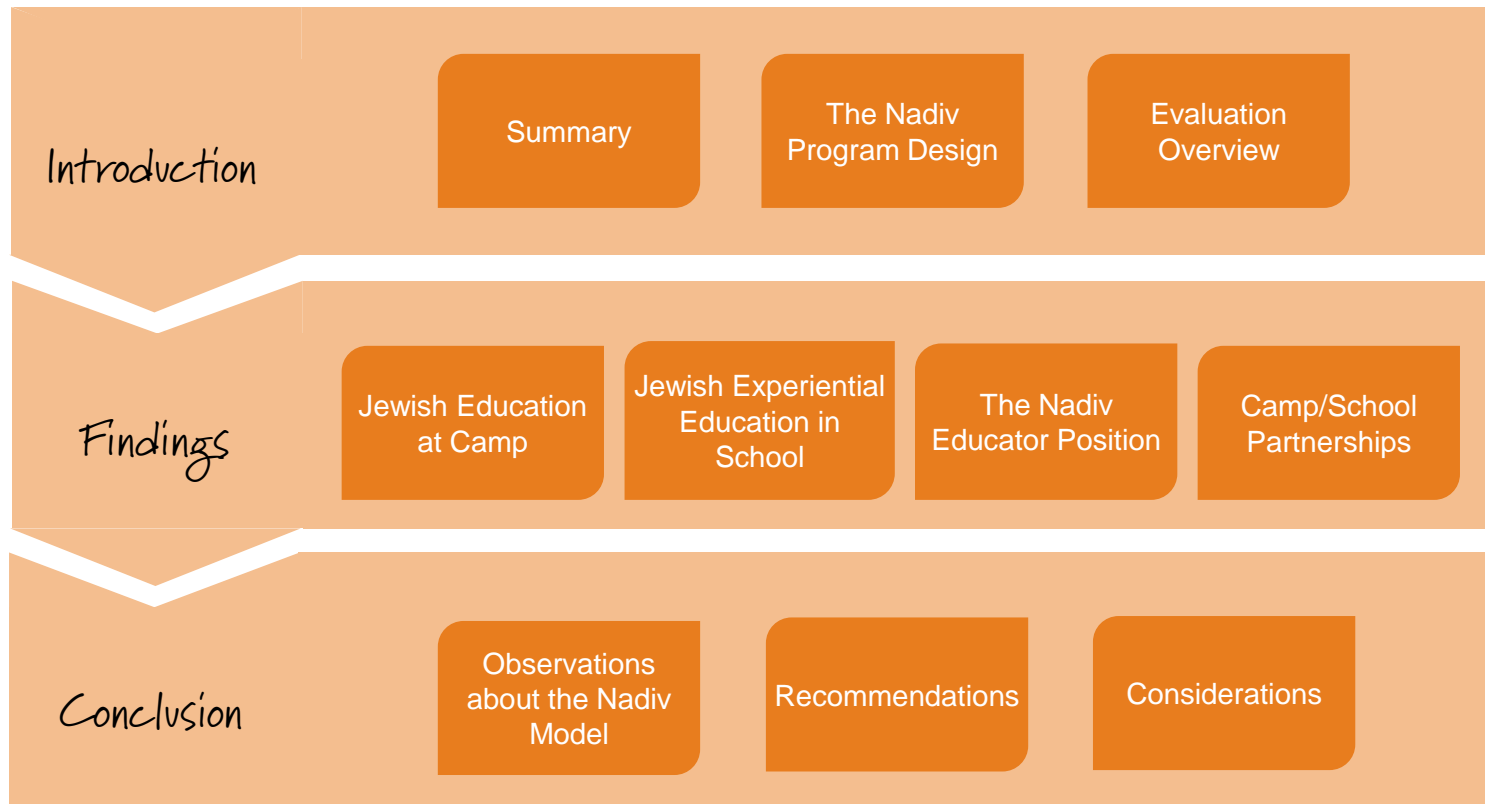 Introduction
Summary
The Nadiv
Program Design
Evaluation
Overview
Findings
Jewish Education
at Camp
Jewish Experiential
Education in
School
The Nadiv
Educator Position
Camp/School
Partnerships
Conclusion
Observations
about the Nadiv
Model
Recommendations
Considerations